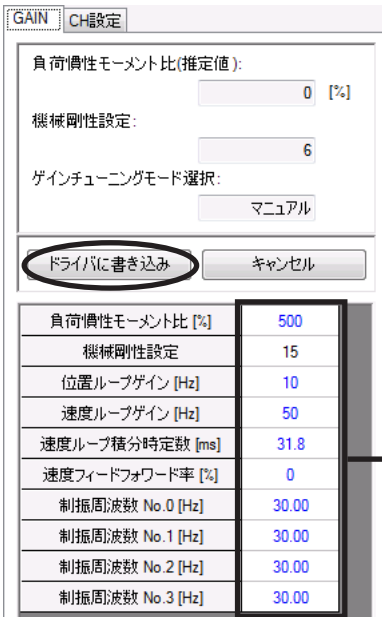 GAIN CH設定
負荷慣性モーメント比(推定値):
0 [%]
機械剛性設定:
6
ゲインチューニングモード選択:
マニュアル
ドライバに書き込み キャンセル
負荷慣性モーメント比 [%] 500
機械剛性設定 15
位置ループゲイン [Hz] 10
速度ループゲイン [Hz] 50
速度ループ積分時定数 [ms] 31.8
速度フィードフォワード率 [%] 0
制振周波数 No.0 [Hz] 30.00
制振周波数 No.1 [Hz] 30.00
制振周波数 No.2 [Hz] 30.00
制振周波数 No.3 [Hz] 30.00